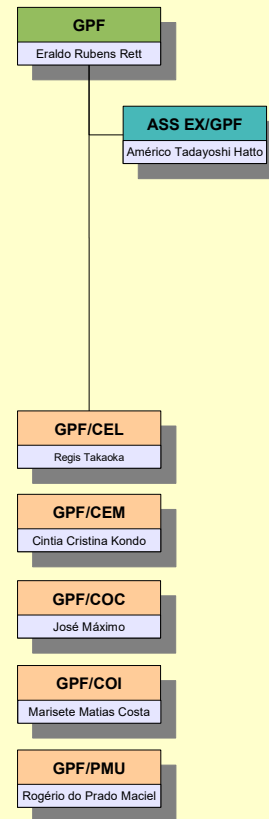 GPF
Eraldo Rubens Rett
ASS EX/GPF
Américo Tadayoshi Hatto
GPF/CEL
Regis Takaoka
GPF/CEM
Cintia Cristina Kondo
GPF/COC
José Máximo
GPF/COI
Marisete Matias Costa
GPF/PMU
Rogério do Prado Maciel